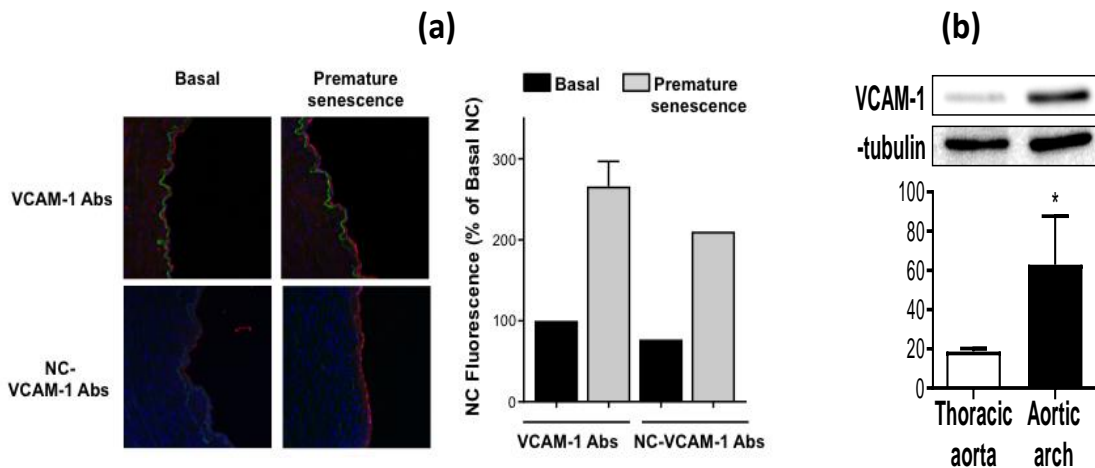 (a)
Basal
Premature
senescence
VCAM-1 Abs
NC-
VCAM-1 Abs
Basal
Premature
senescence
NC Fluorescence (% of Basal NC)
300
200
100
0
VCAM-1 Abs
NC-VCAM-1 Abs
(b)
VCAM-1
-tubulin
100
80
60
40
20
0
*
Thoracic
aorta
Aortic
arch